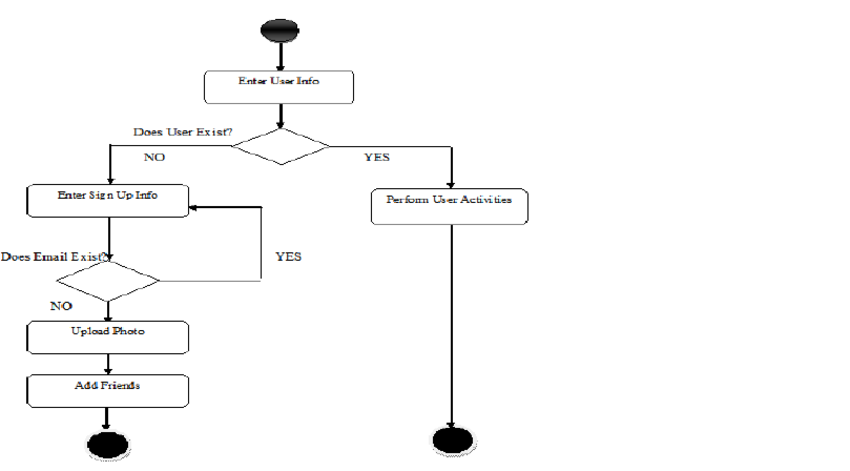 Enter User Info
Does User Exist?
NO
YES
Enter Sign Up Info
Perform User Activities
Does Email Exist?
YES
NO
Upload Photo
Add Friends